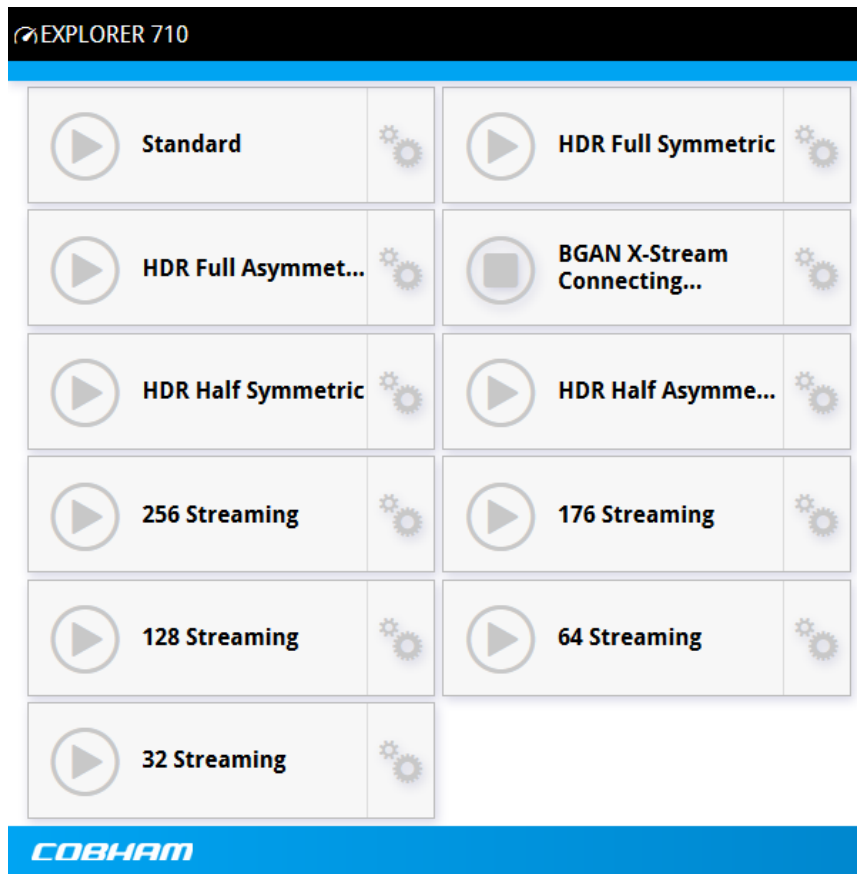 EXPLORER 710
Standard
HDR Full Symmetric
HDR Full Asymmet...
BGAN X-Stream
Connecting...
HDR Half Symmetric
HDR Half Asymme...
256 Streaming
176 Streaming
128 Streaming
64 Streaming
32 Streaming
COBHAM